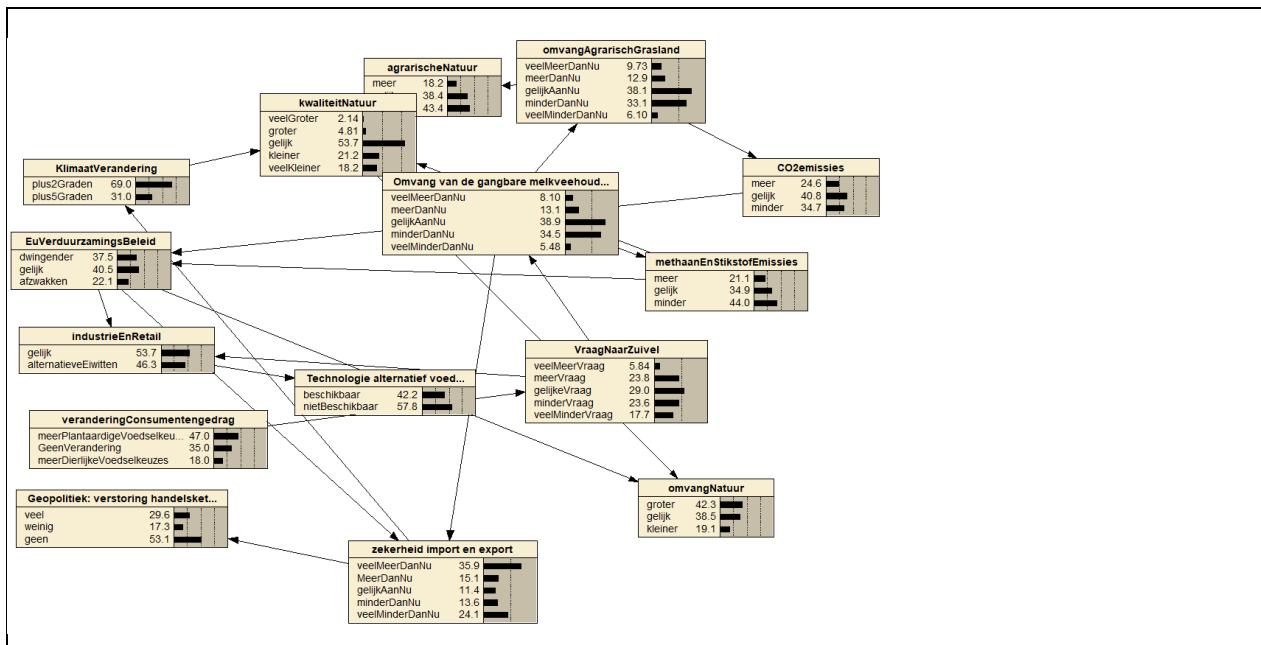 omvangAgrarischGrasland
veelMeerDanNu 9.73
meerDanNu 12.9
gelijkAanNu 38.1
minderDanNu 33.1
veelMinderDanNu 6.10
agrarischeNatuur
meer 18.2
38.4
43.4
kwaliteitNatuur
veelGroter 2.14
groter 4.81
gelijk 53.7
kleiner 21.2
veelKleiner 18.2
KlimaatVerandering
plus2Graden 69.0
plus5Graden 31.0
Omvang van de gangbare melkveehoud...
veelMeerDanNu 8.10
meerDanNu 13.1
gelijkAanNu 38.9
minderDanNu 34.5
veelMinderDanNu 5.48
CO2emissies
meer 24.6
gelijk 40.8
minder 34.7
EuVerduurzamingsBeleid
dwingender 37.5
gelijk 40.5
afzwakken 22.1
methaanEnStikstofEmissies
meer 21.1
gelijk 34.9
minder 44.0
industrieEnRetail
gelijk 53.7
alternatieveEiwitten 46.3
VraagNaarZuivel
veelMeerVraag 5.84
meerVraag 23.8
gelijkeVraag 29.0
minderVraag 23.6
veelMinderVraag 17.7
Technologie alternatief voed...
beschikbaar 42.2
nietBeschikbaar 57.8
veranderingConsumentengedrag
meerPlantaardigeVoedselkeu... 47.0
GeenVerandering 35.0
meerDierlijkeVoedselkeuzes 18.0
omvangNatuur
groter 42.3
gelijk 38.5
kleiner 19.1
Geopolitiek: verstoring handelsket...
veel 29.6
weinig 17.3
geen 53.1
zekerheid import en export
veelMeerDanNu 35.9
MeerDanNu 15.1
gelijkAanNu 11.4
minderDanNu 13.6
veelMinderDanNu 24.1